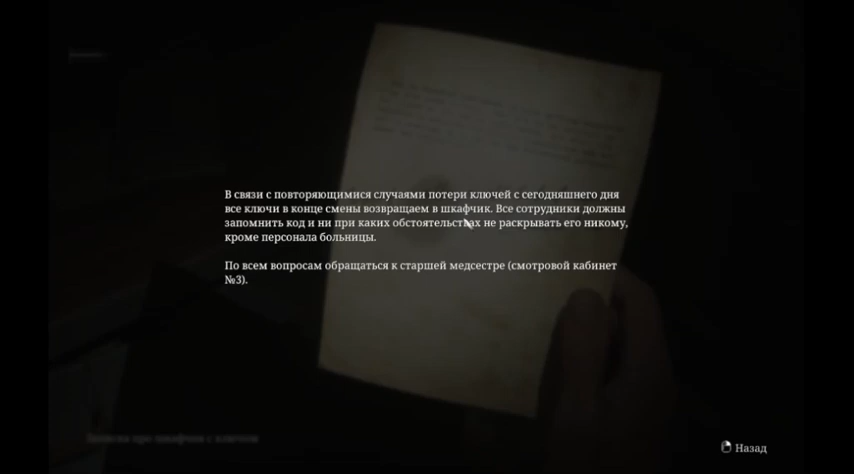 В связи с повторяющимися случаями потери ключей с сегодняшнего дня
все ключи в конце смены возвращаем в шкафчик. Все сотрудники должны
запомнить код и ни при каких обстоятельствах не раскрывать его никому,
кроме персонала больницы.
По всем вопросам обращаться к старшей медсестре (смотровой кабинет
№3).
Назад